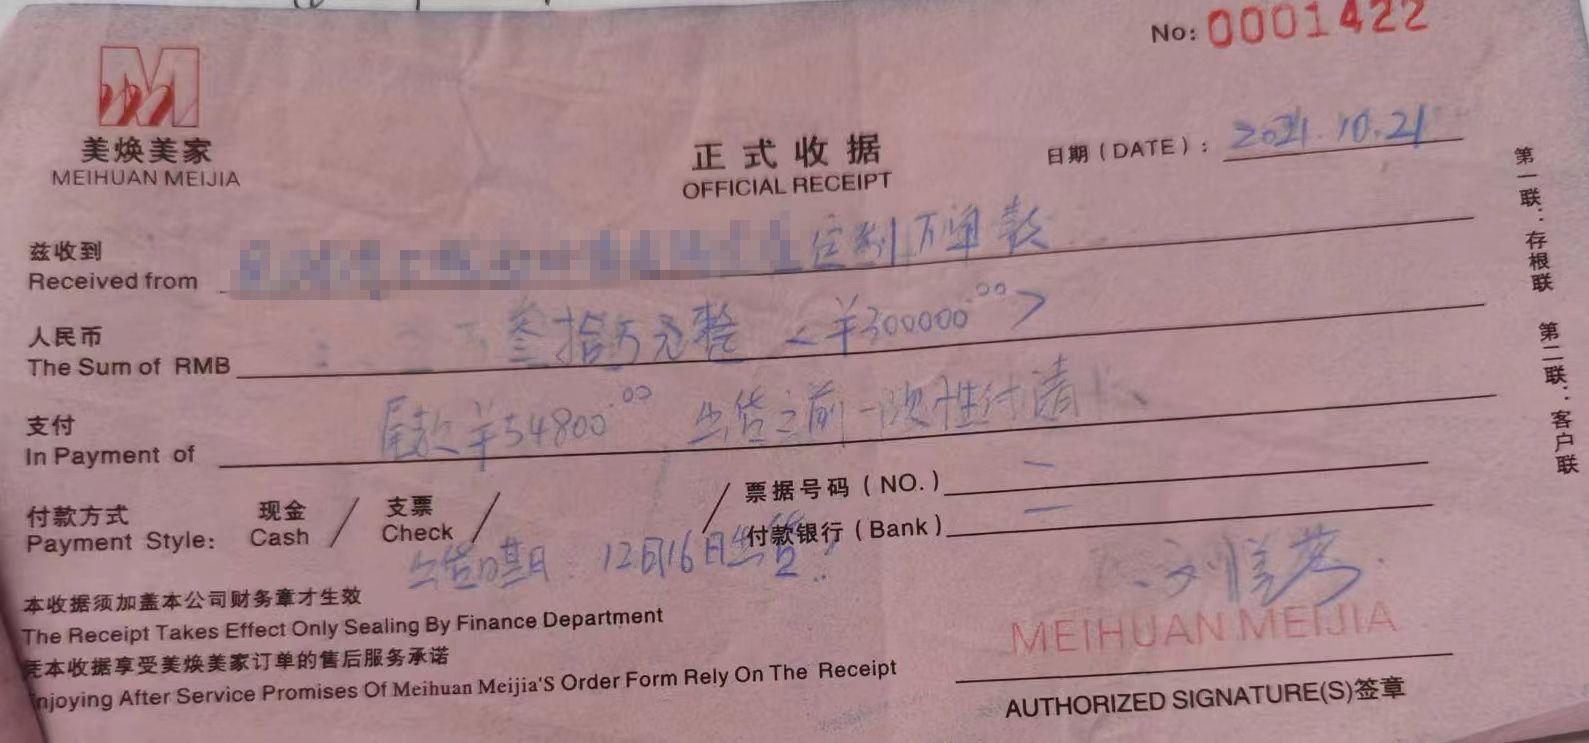 No: 0001422
美焕美家
MEIHUAN MEIJIA
正式收据
OFFICIAL RECEIPT
日期(DATE): 2021.10.21
兹收到
Received from 定制下单款
人民币
The Sum of RMB 叁拾万元整 <¥300000.00>
支付
In Payment of 尾款¥54800.00 出货之前一次性付清
付款方式 现金 / 支票 / / 票据号码(NO.)
Payment Style: Cash Check 付款银行(Bank)
出货日期: 12月16日出货
本收据须加盖本公司财务章才生效
The Receipt Takes Effect Only Sealing By Finance Department
凭本收据享受美焕美家订单的售后服务承诺
Enjoying After Service Promises Of Meihuan Meijia'S Order Form Rely On The Receipt
MEIHUAN MEIJIA
AUTHORIZED SIGNATURE(S)签章
第一联:存根联 第二联:客户联